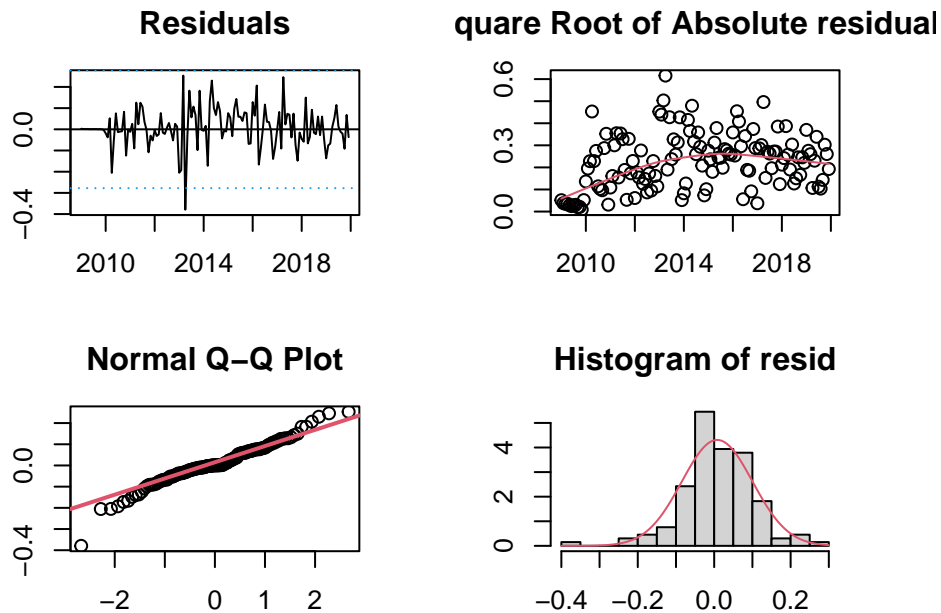 Residuals
0.0
−0.4
2010 2014 2018
quare Root of Absolute residual
0.6
0.3
0.0
2010 2014 2018
Normal Q−Q Plot
0.0
−0.4
−2 0 1 2
Histogram of resid
4
2
0
−0.4 −0.2 0.0 0.2